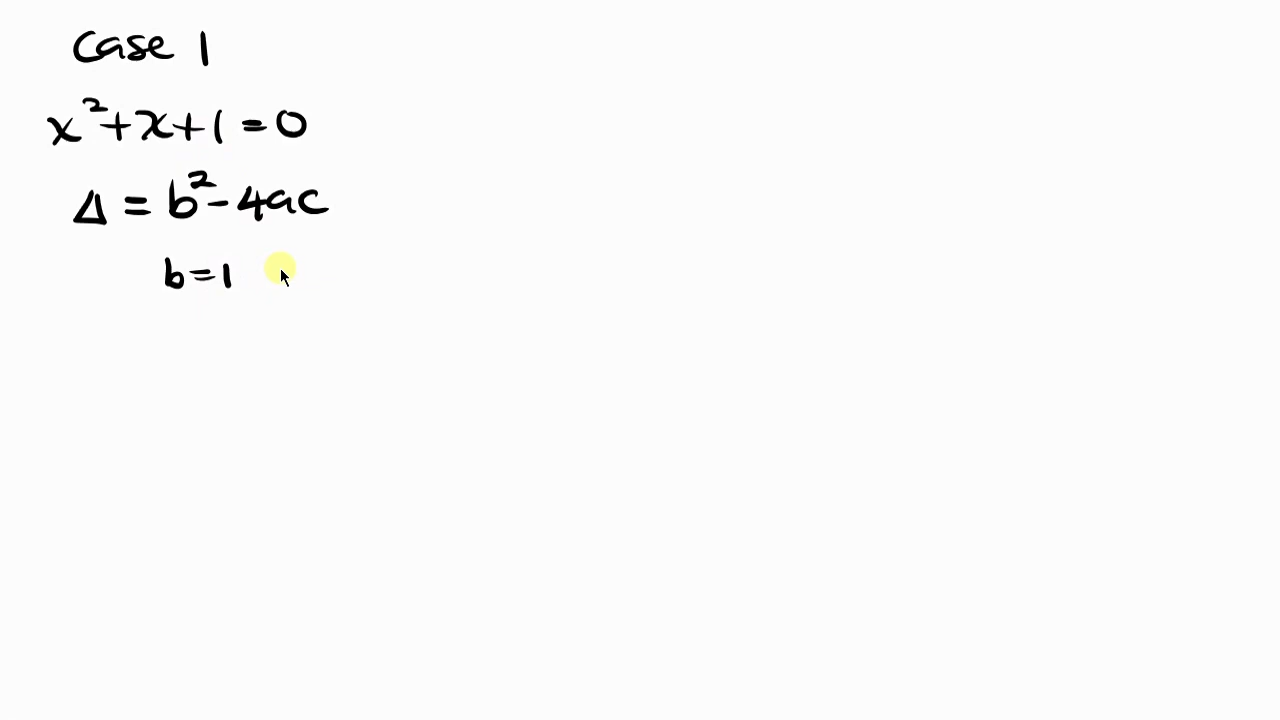 Case 1
x²+x+1=0
Δ = b²-4ac
b=1